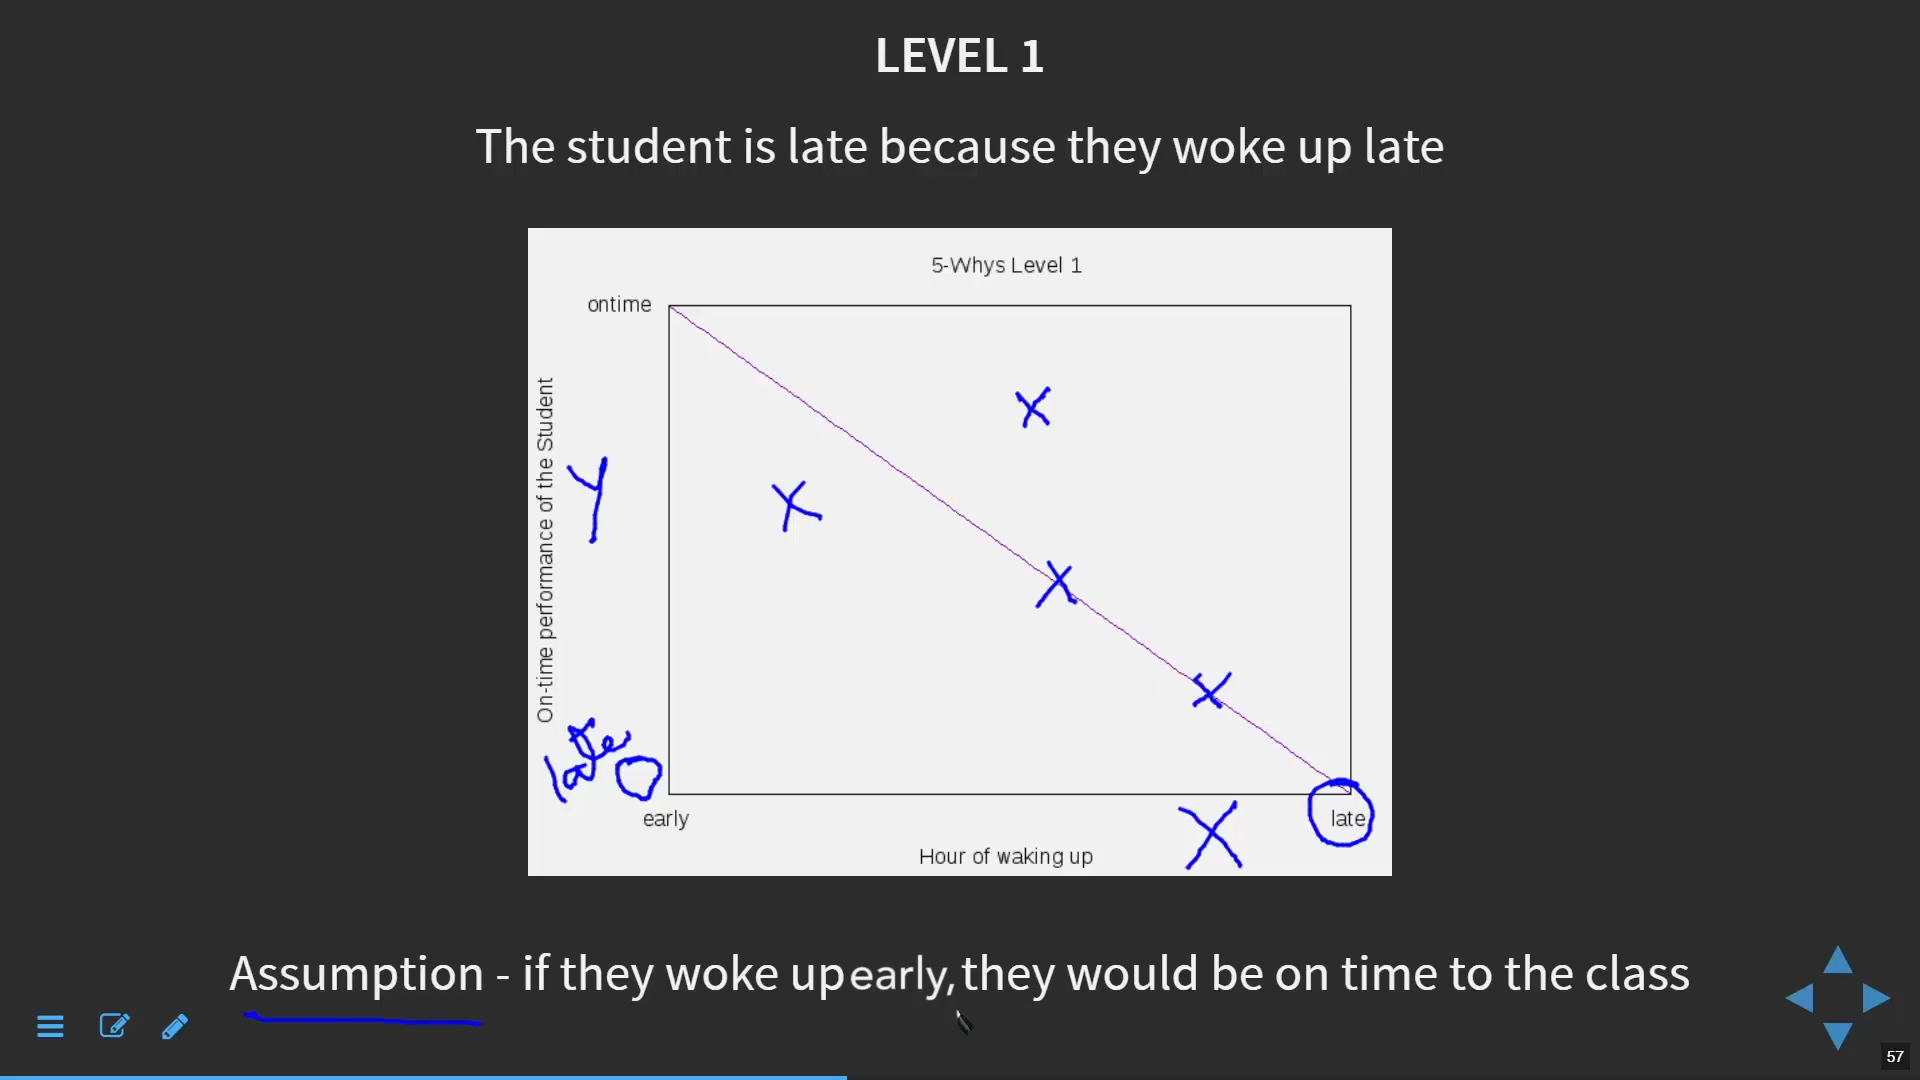 LEVEL 1
The student is late because they woke up late
5-Whys Level 1
ontime
On-time performance of the Student
Y
X
X
X
X
late
early
late
X
Hour of waking up
Assumption - if they woke up early, they would be on time to the class
57